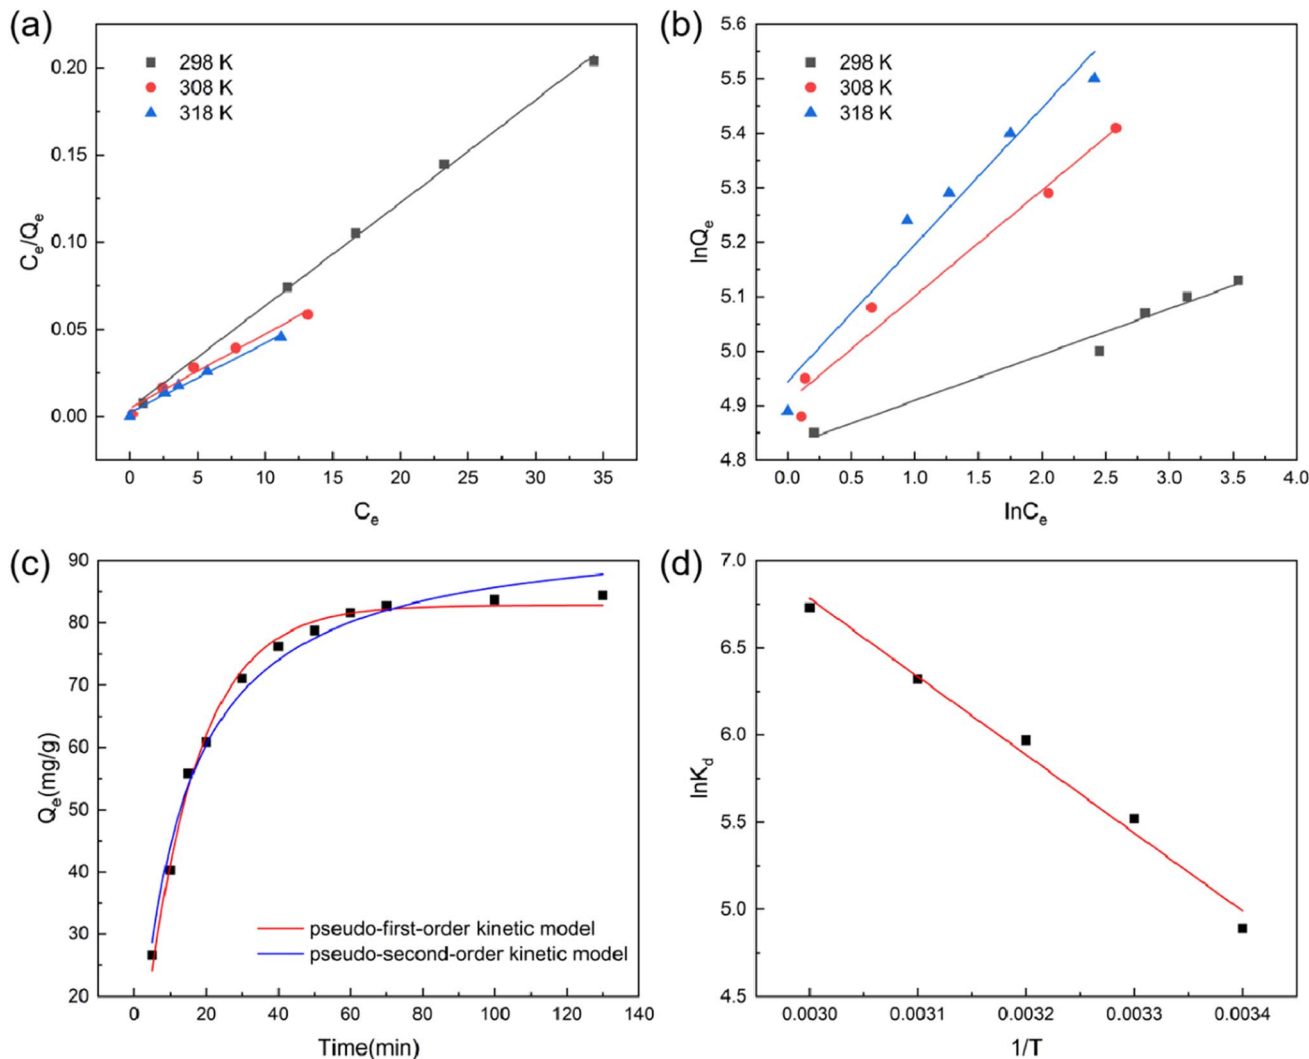 (a)
298 K
308 K
318 K
0.20
0.15
0.10
0.05
0.00
Ce/Qe
0 5 10 15 20 25 30 35
Ce
(b)
298 K
308 K
318 K
5.6
5.5
5.4
5.3
5.2
5.1
5.0
4.9
4.8
lnQe
0.0 0.5 1.0 1.5 2.0 2.5 3.0 3.5 4.0
lnCe
(c)
90
80
70
60
50
40
30
20
Qe(mg/g)
pseudo-first-order kinetic model
pseudo-second-order kinetic model
0 20 40 60 80 100 120 140
Time(min)
(d)
7.0
6.5
6.0
5.5
5.0
4.5
lnKd
0.0030 0.0031 0.0032 0.0033 0.0034
1/T